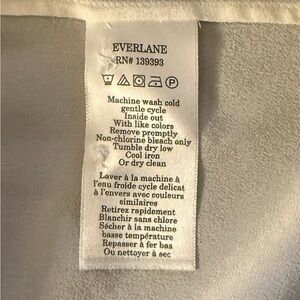 EVERLANE
RN# 139393
Machine wash cold
gentle cycle
Inside out
With like colors
Remove promptly
Non-chlorine bleach only
Tumble dry low
Cool iron
Or dry clean
Laver à la machine à
l'eau froide cycle delicat
à l'envers avec couleurs
similaires
Retirez rapidement
Blanchir sans chlore
Sécher à la machine
basse température
Repasser à fer bas
Ou nettoyer à sec